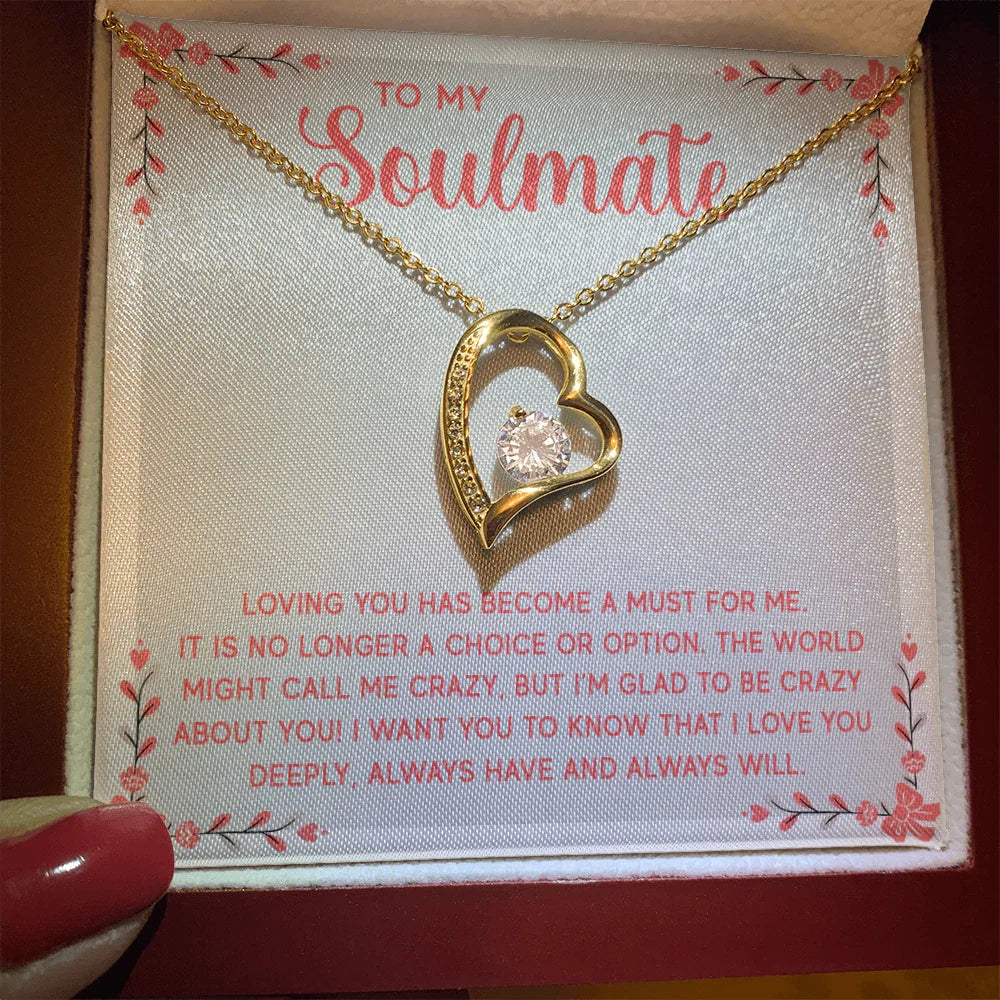 TO MY
Soulmate
LOVING YOU HAS BECOME A MUST FOR ME.
IT IS NO LONGER A CHOICE OR OPTION. THE WORLD
MIGHT CALL ME CRAZY, BUT I'M GLAD TO BE CRAZY
ABOUT YOU! I WANT YOU TO KNOW THAT I LOVE YOU
DEEPLY, ALWAYS HAVE AND ALWAYS WILL.